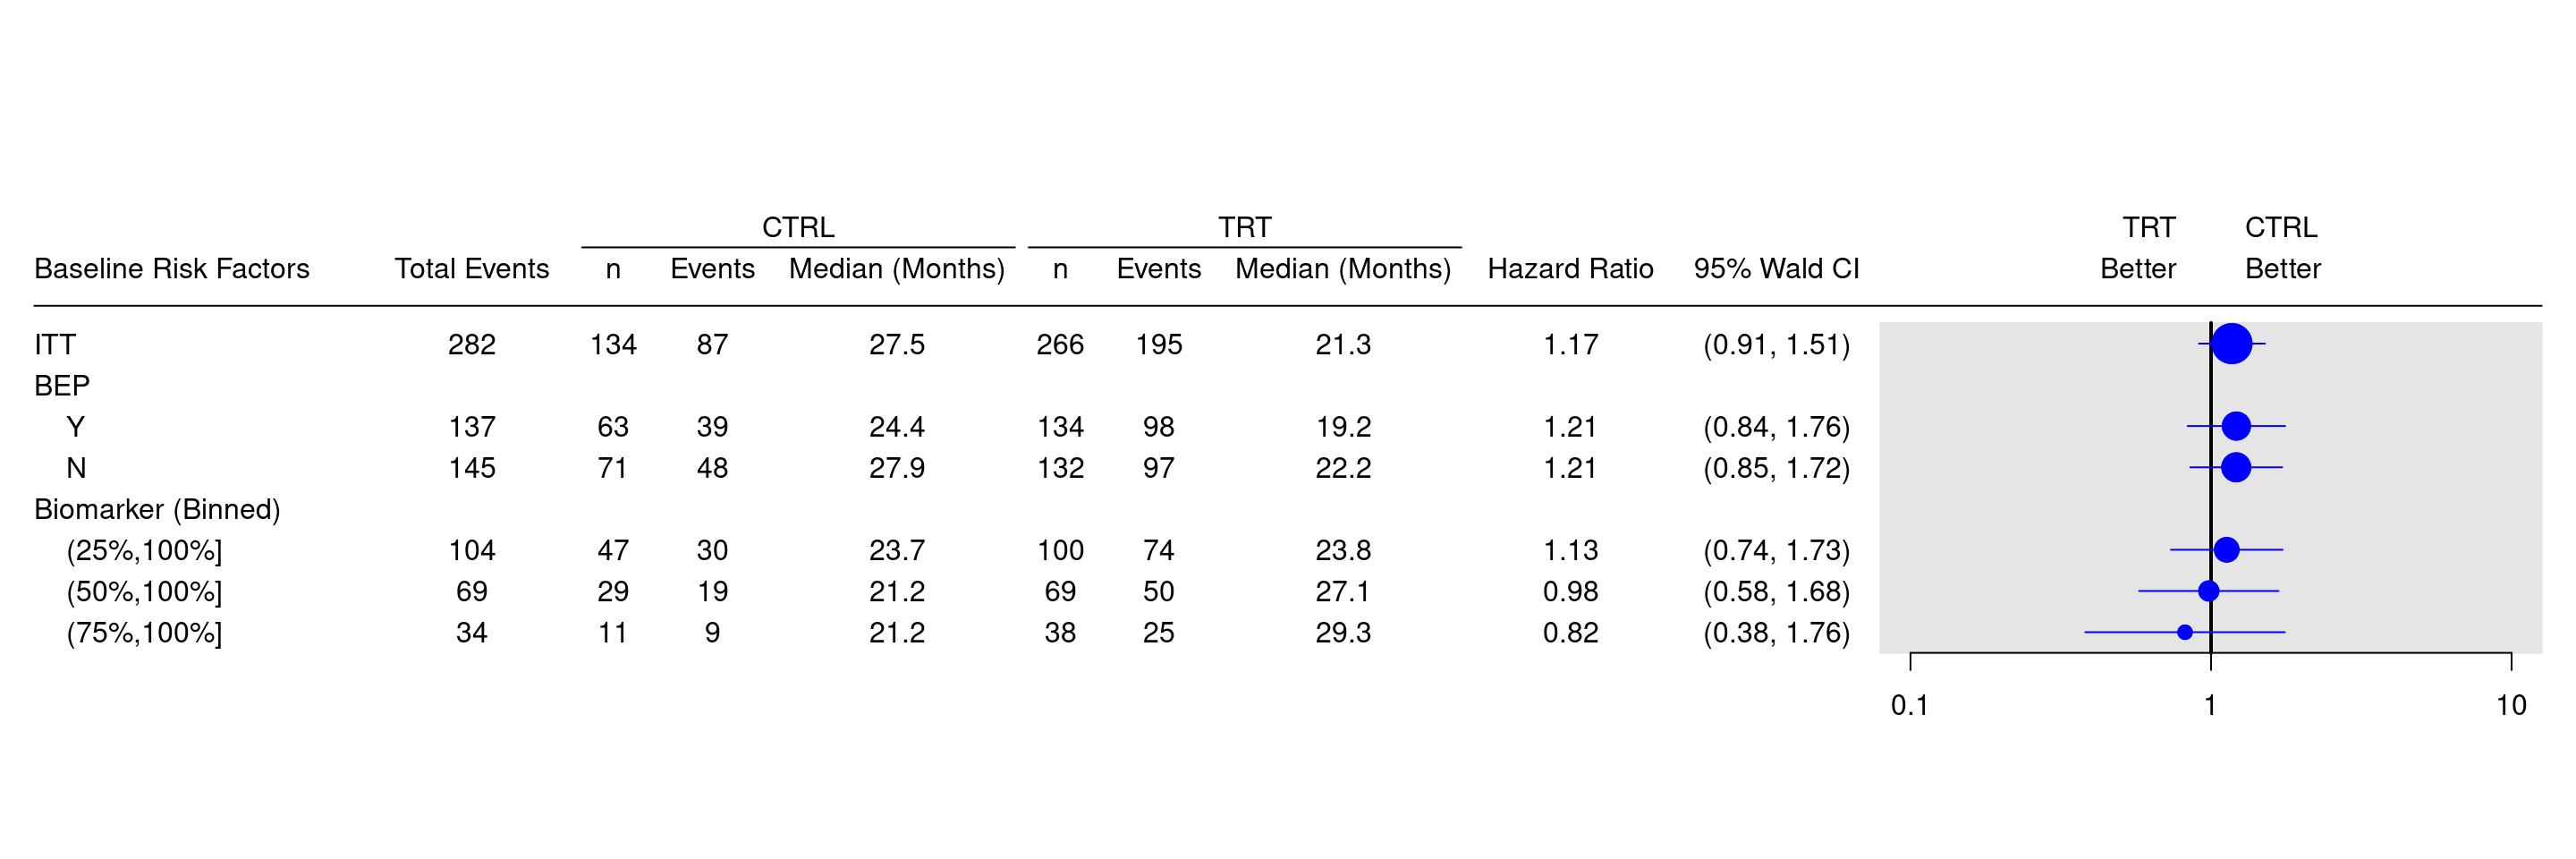 CTRL TRT TRT CTRL
Baseline Risk Factors Total Events n Events Median (Months) n Events Median (Months) Hazard Ratio 95% Wald CI Better Better
ITT 282 134 87 27.5 266 195 21.3 1.17 (0.91, 1.51)
BEP
Y 137 63 39 24.4 134 98 19.2 1.21 (0.84, 1.76)
N 145 71 48 27.9 132 97 22.2 1.21 (0.85, 1.72)
Biomarker (Binned)
(25%,100%] 104 47 30 23.7 100 74 23.8 1.13 (0.74, 1.73)
(50%,100%] 69 29 19 21.2 69 50 27.1 0.98 (0.58, 1.68)
(75%,100%] 34 11 9 21.2 38 25 29.3 0.82 (0.38, 1.76)
0.1 1 10